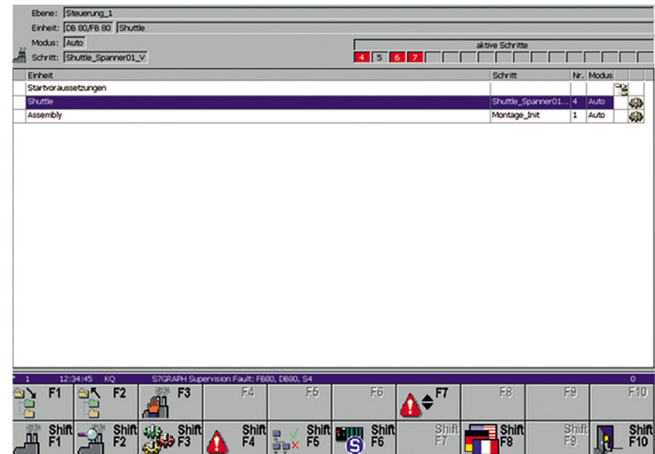 Ebene: Steuerung_1
Einheit: DB 80/FB 80 Shuttle
Modus: Auto
Schritt: Shuttle_Spanner01_V
aktive Schritte
4 5 6 7
Einheit Schritt Nr. Modus
Startvoraussetzungen
Shuttle Shuttle_Spanner01... 4 Auto
Assembly Montage_Init 1 Auto
* 1 12:34:45 KQ S7GRAPH Supervision Fault: FB80, DB80, S4 0
F1 F2 F3 F4 F5 F6 F7 F8 F9 F10
Shift F1 Shift F2 Shift F3 Shift F4 Shift F5 S Shift F6 Shift F7 Shift F8 Shift F9 Shift F10